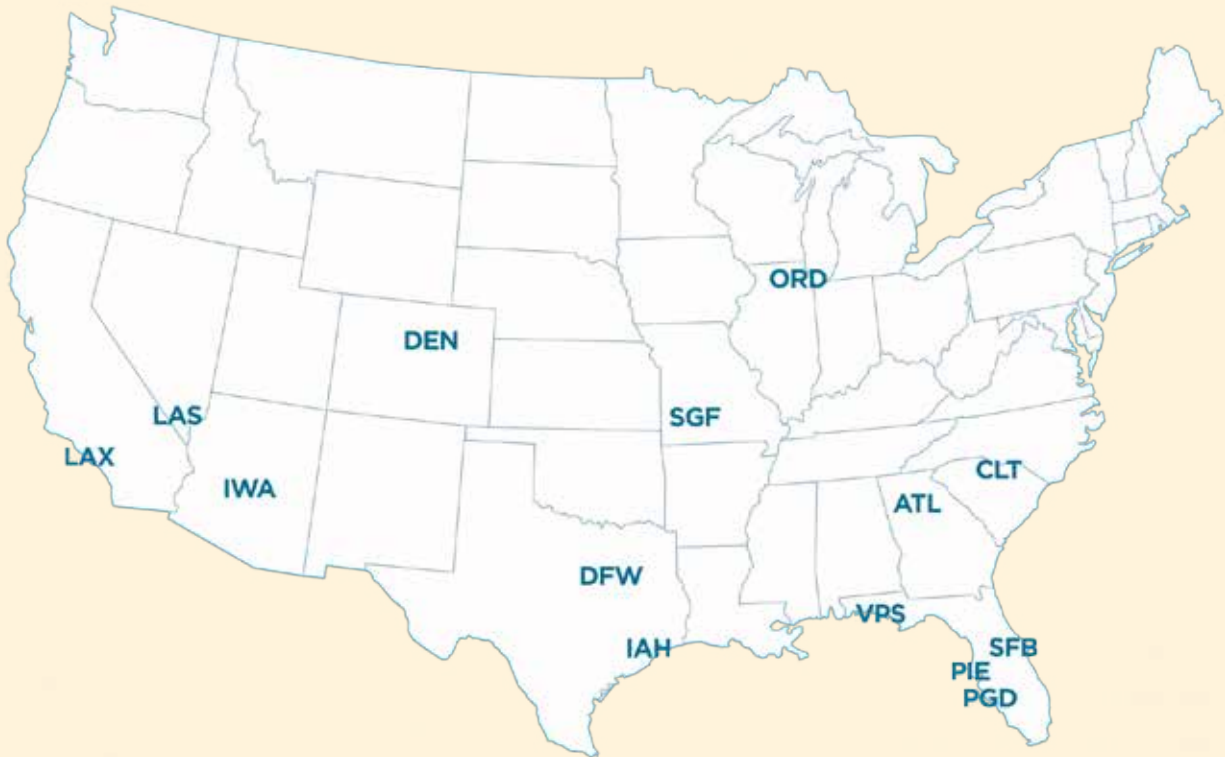 ORD
DEN
LAS
SGF
LAX
CLT
IWA
ATL
DFW
VPS
IAH
SFB
PIE
PGD